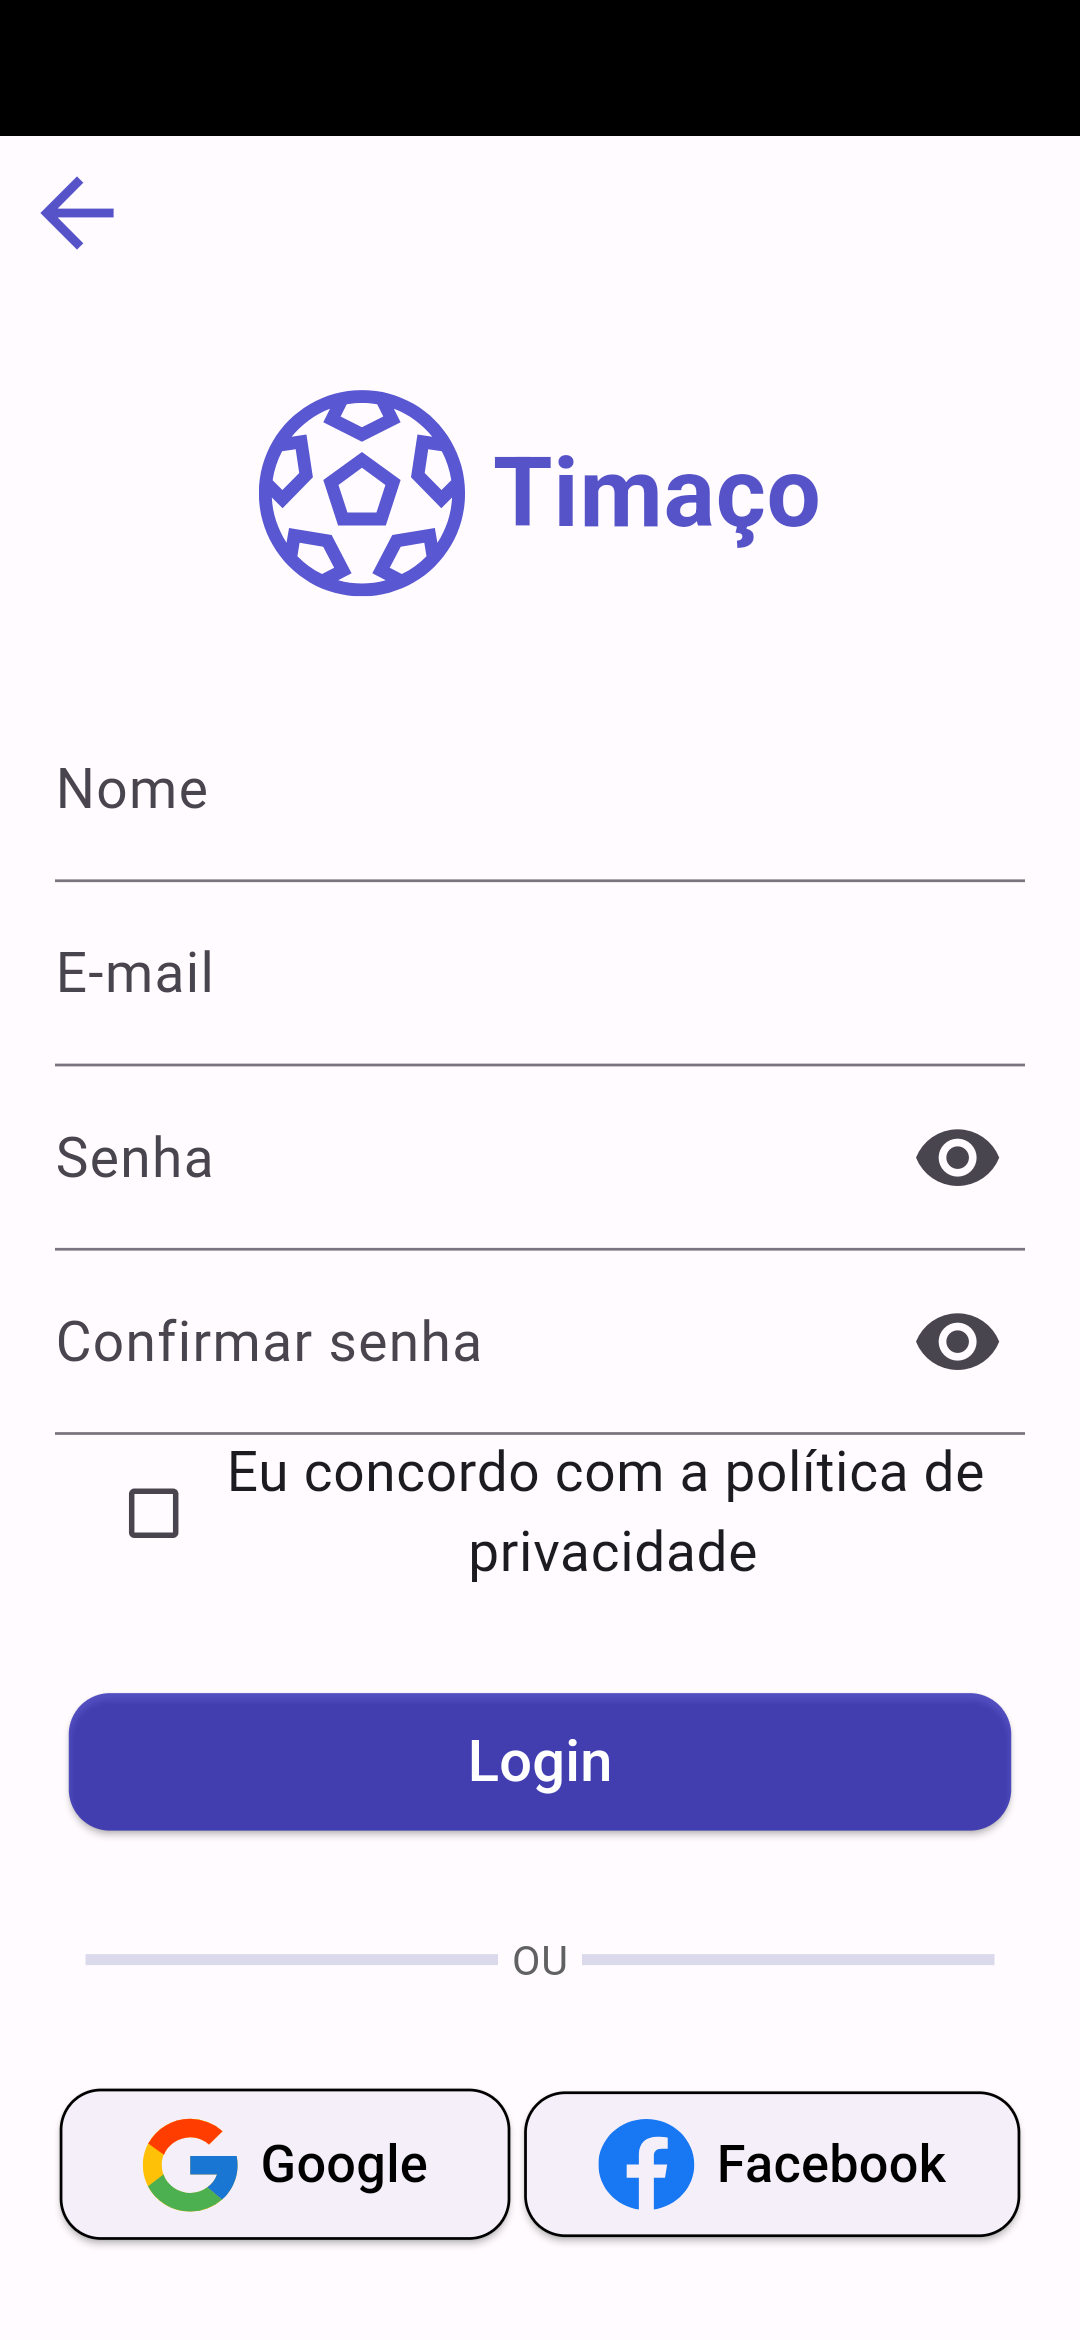 Timaço
Nome
E-mail
Senha
Confirmar senha
Eu concordo com a política de
privacidade
Login
OU
Google
Facebook